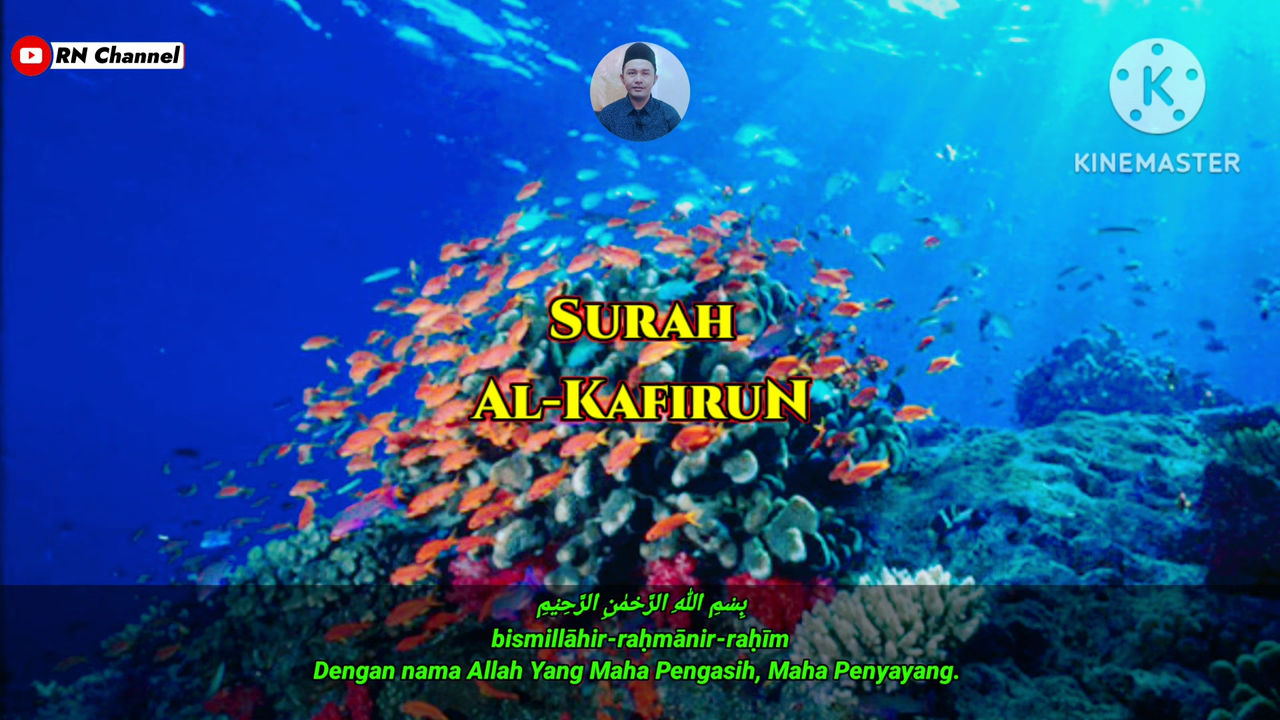 RN Channel
K
KINEMASTER
Surah
Al-KafiruN
بِسْمِ اللّٰهِ الرَّحْمٰنِ الرَّحِيْمِ
bismillāhir-raḥmānir-raḥīm
Dengan nama Allah Yang Maha Pengasih, Maha Penyayang.